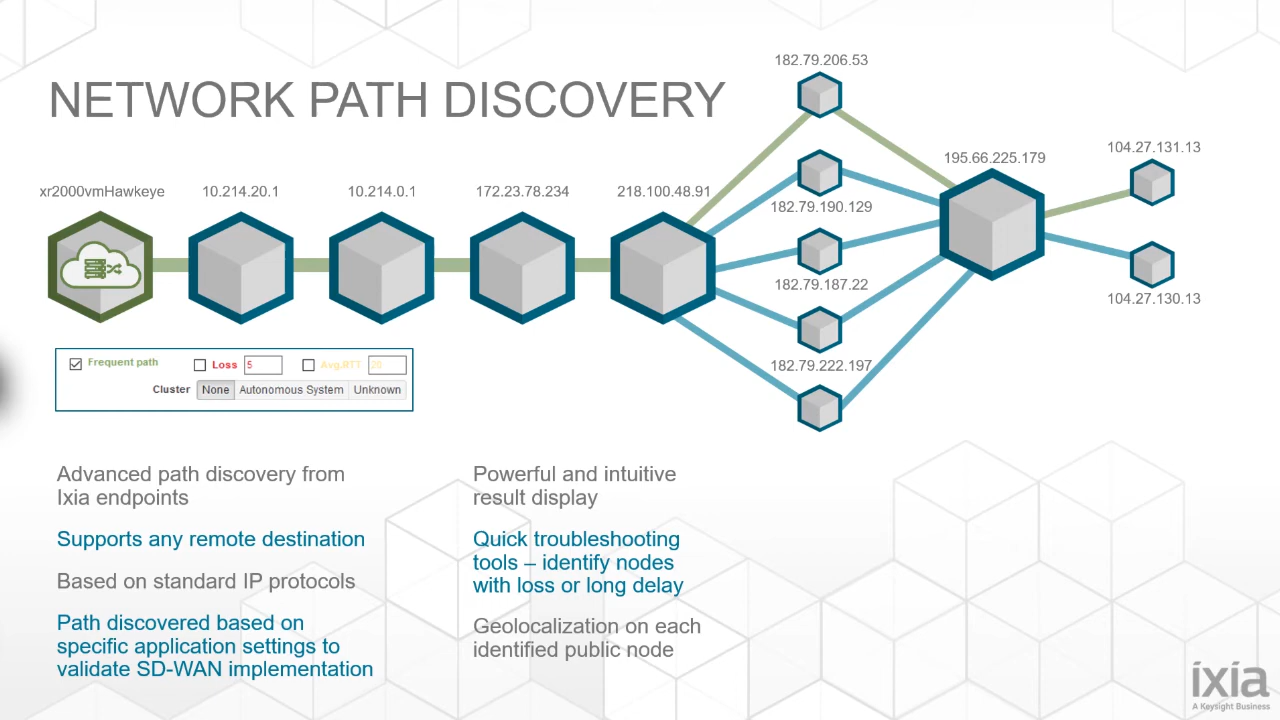 NETWORK PATH DISCOVERY
182.79.206.53
195.66.225.179
104.27.131.13
xr2000vmHawkeye
10.214.20.1
10.214.0.1
172.23.78.234
218.100.48.91
182.79.190.129
182.79.187.22
104.27.130.13
182.79.222.197
Frequent path
Loss 5
Avg.RTT 20
Cluster None Autonomous System Unknown
Advanced path discovery from
Ixia endpoints
Supports any remote destination
Based on standard IP protocols
Path discovered based on
specific application settings to
validate SD-WAN implementation
Powerful and intuitive
result display
Quick troubleshooting
tools – identify nodes
with loss or long delay
Geolocalization on each
identified public node
ixia
A Keysight Business